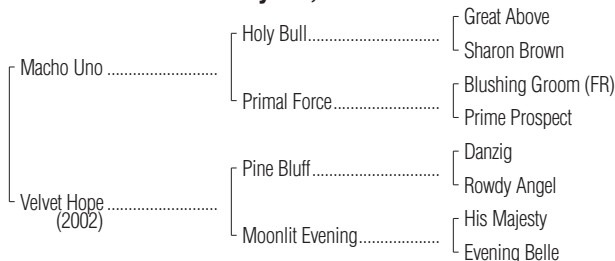 Great Above
Holy Bull
Sharon Brown
Macho Uno
Blushing Groom (FR)
Primal Force
Prime Prospect
Danzig
Pine Bluff
Rowdy Angel
Velvet Hope
(2002)
His Majesty
Moonlit Evening
Evening Belle